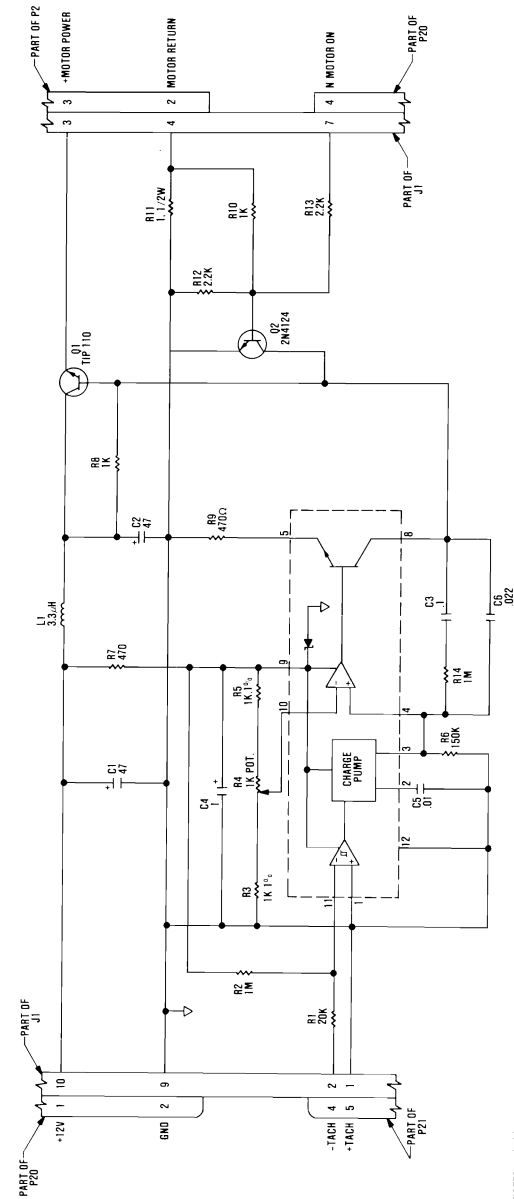 PART OF
P20
PART OF
J1
+12V
1
10
GND
2
9
-TACH
4
2
+TACH
5
1
PART OF
P21
C1
47
+
L1
3.3µH
R7
470
R8
1K
C2
47
+
Q1
TIP 110
R2
1M
C4
1
+
R3
1K 1%
R4
1K POT.
R5
1K.1%
R9
470Ω
R1
20K
11
1
10
9
5
CHARGE
PUMP
12
2
3
4
8
C5
.01
R6
150K
R14
1M
C3
.1
C6
.022
Q2
2N4124
R12
2.2K
R11
1, 1/2W
R10
1K
R13
2.2K
PART OF P2
+MOTOR POWER
3
3
MOTOR RETURN
4
2
N MOTOR ON
7
4
PART OF
J1
PART OF
P20